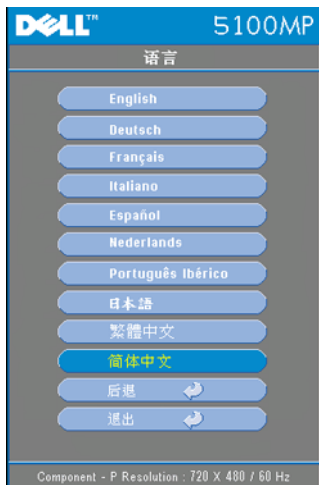 DELL™ 5100MP
语言
English
Deutsch
Français
Italiano
Español
Nederlands
Português Ibérico
日本語
繁體中文
简体中文
后退
退出
Component - P Resolution : 720 X 480 / 60 Hz